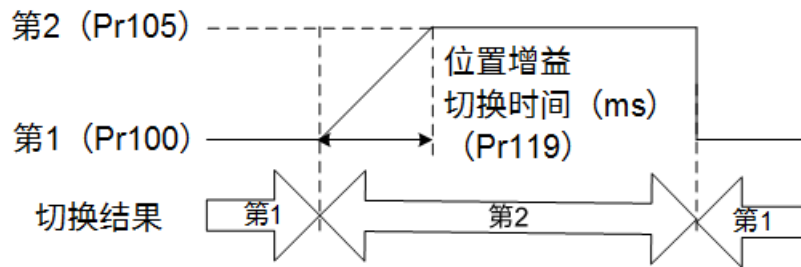 第2（Pr105）
位置增益
切换时间（ms）
（Pr119）
第1（Pr100）
切换结果
第1
第2
第1